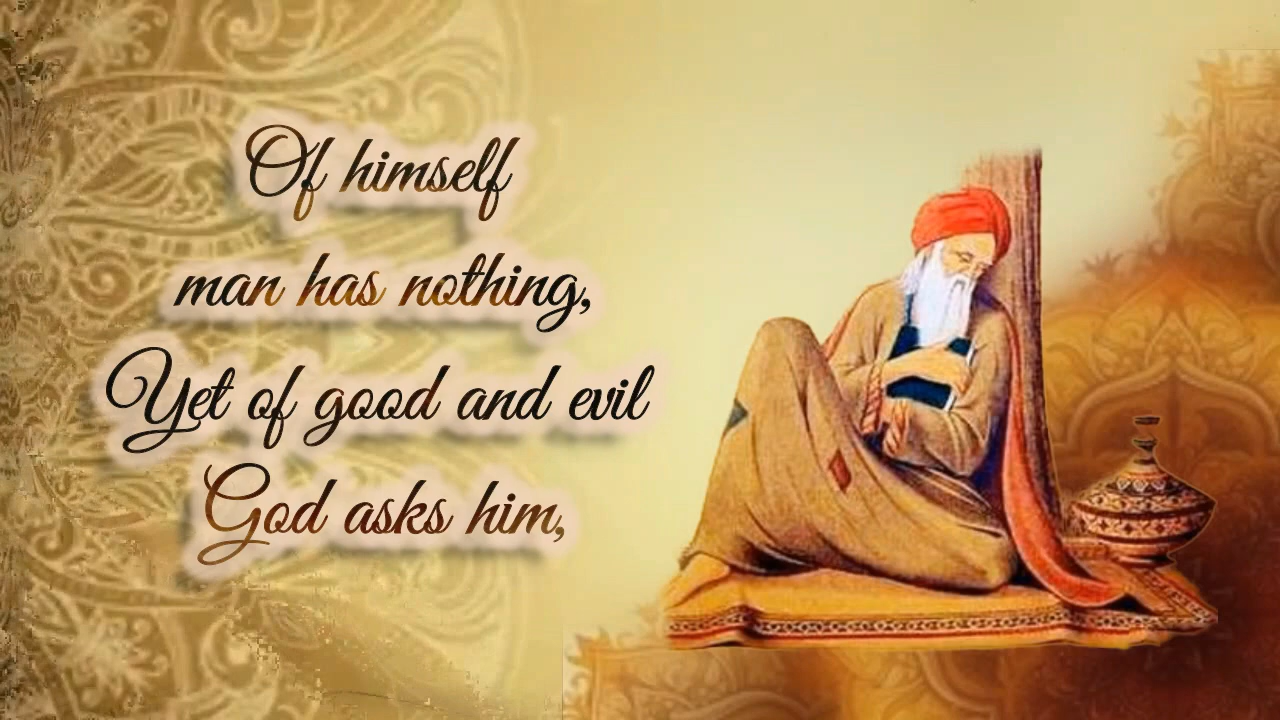 Of himself
man has nothing,
Yet of good and evil
God asks him,